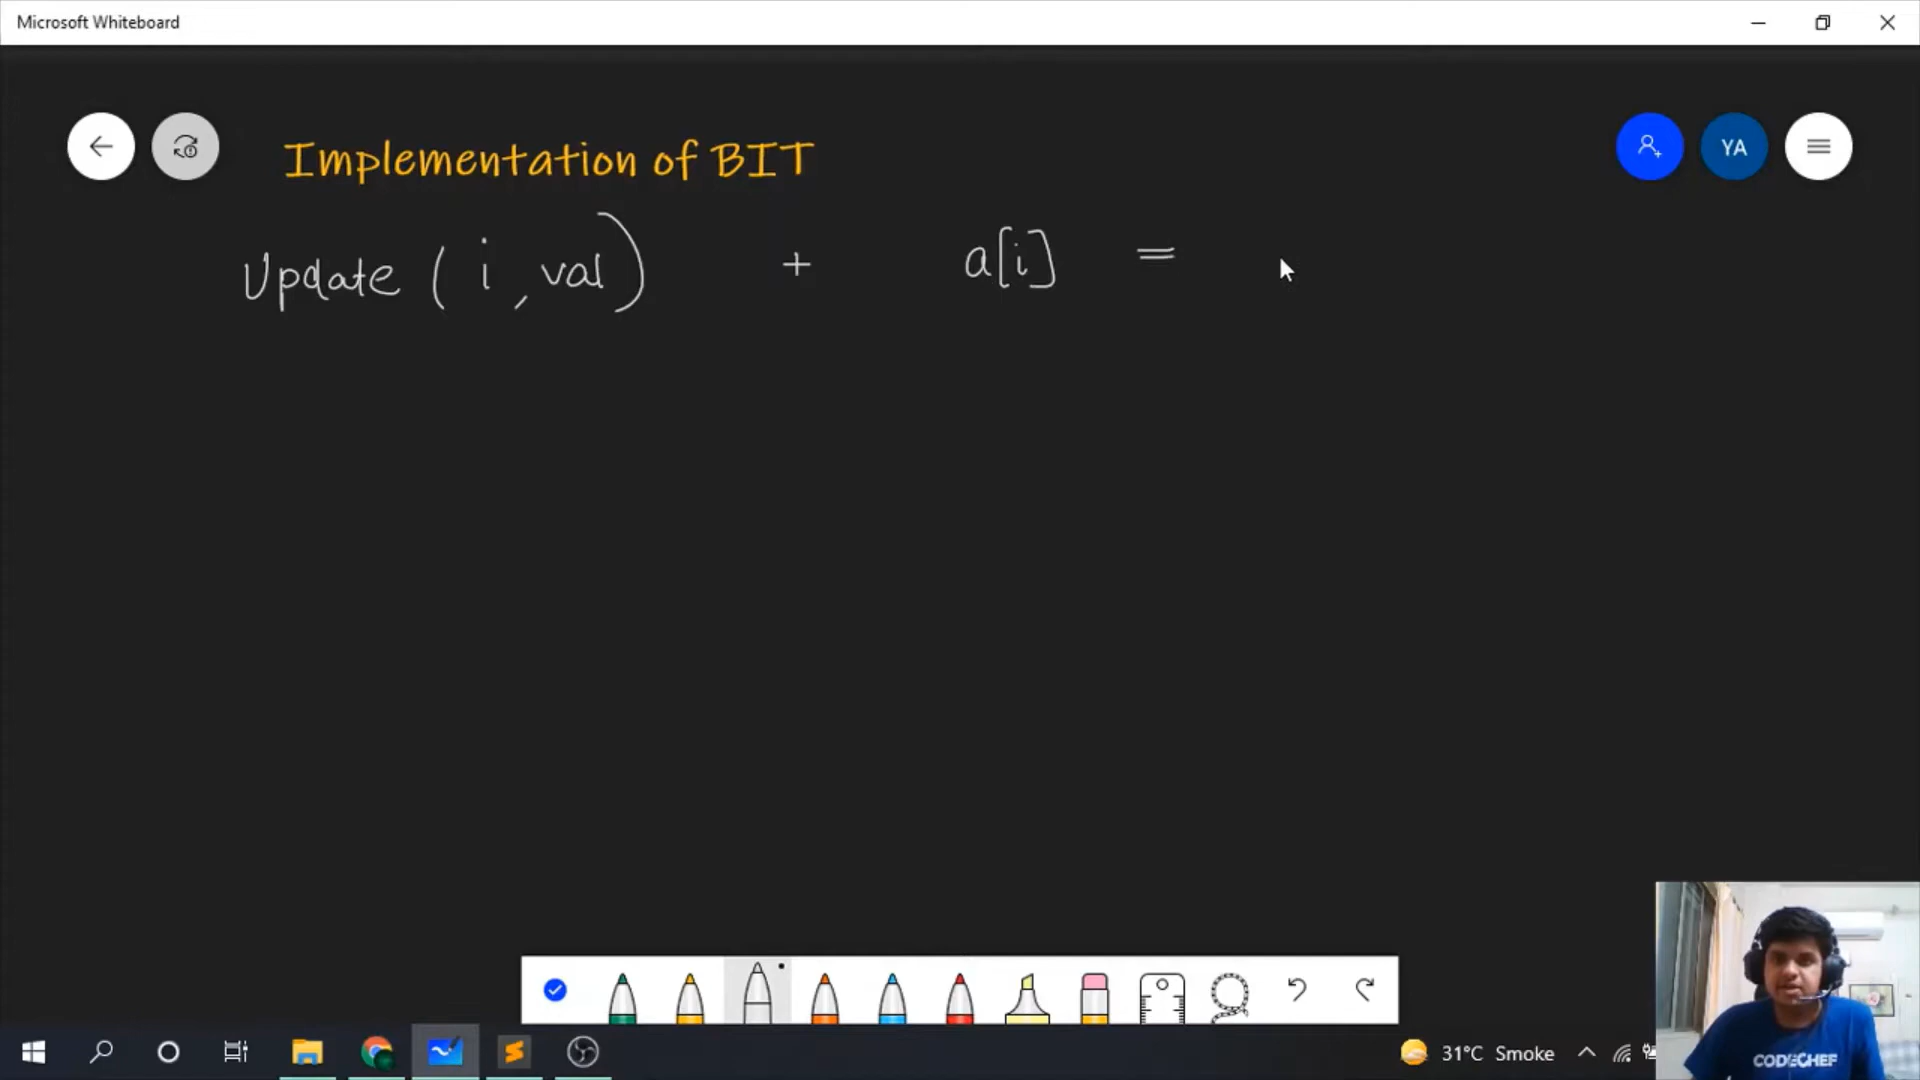 Microsoft Whiteboard
Implementation of BIT
YA
Update ( i , val ) + a[i] =
31°C Smoke
CODECHEF